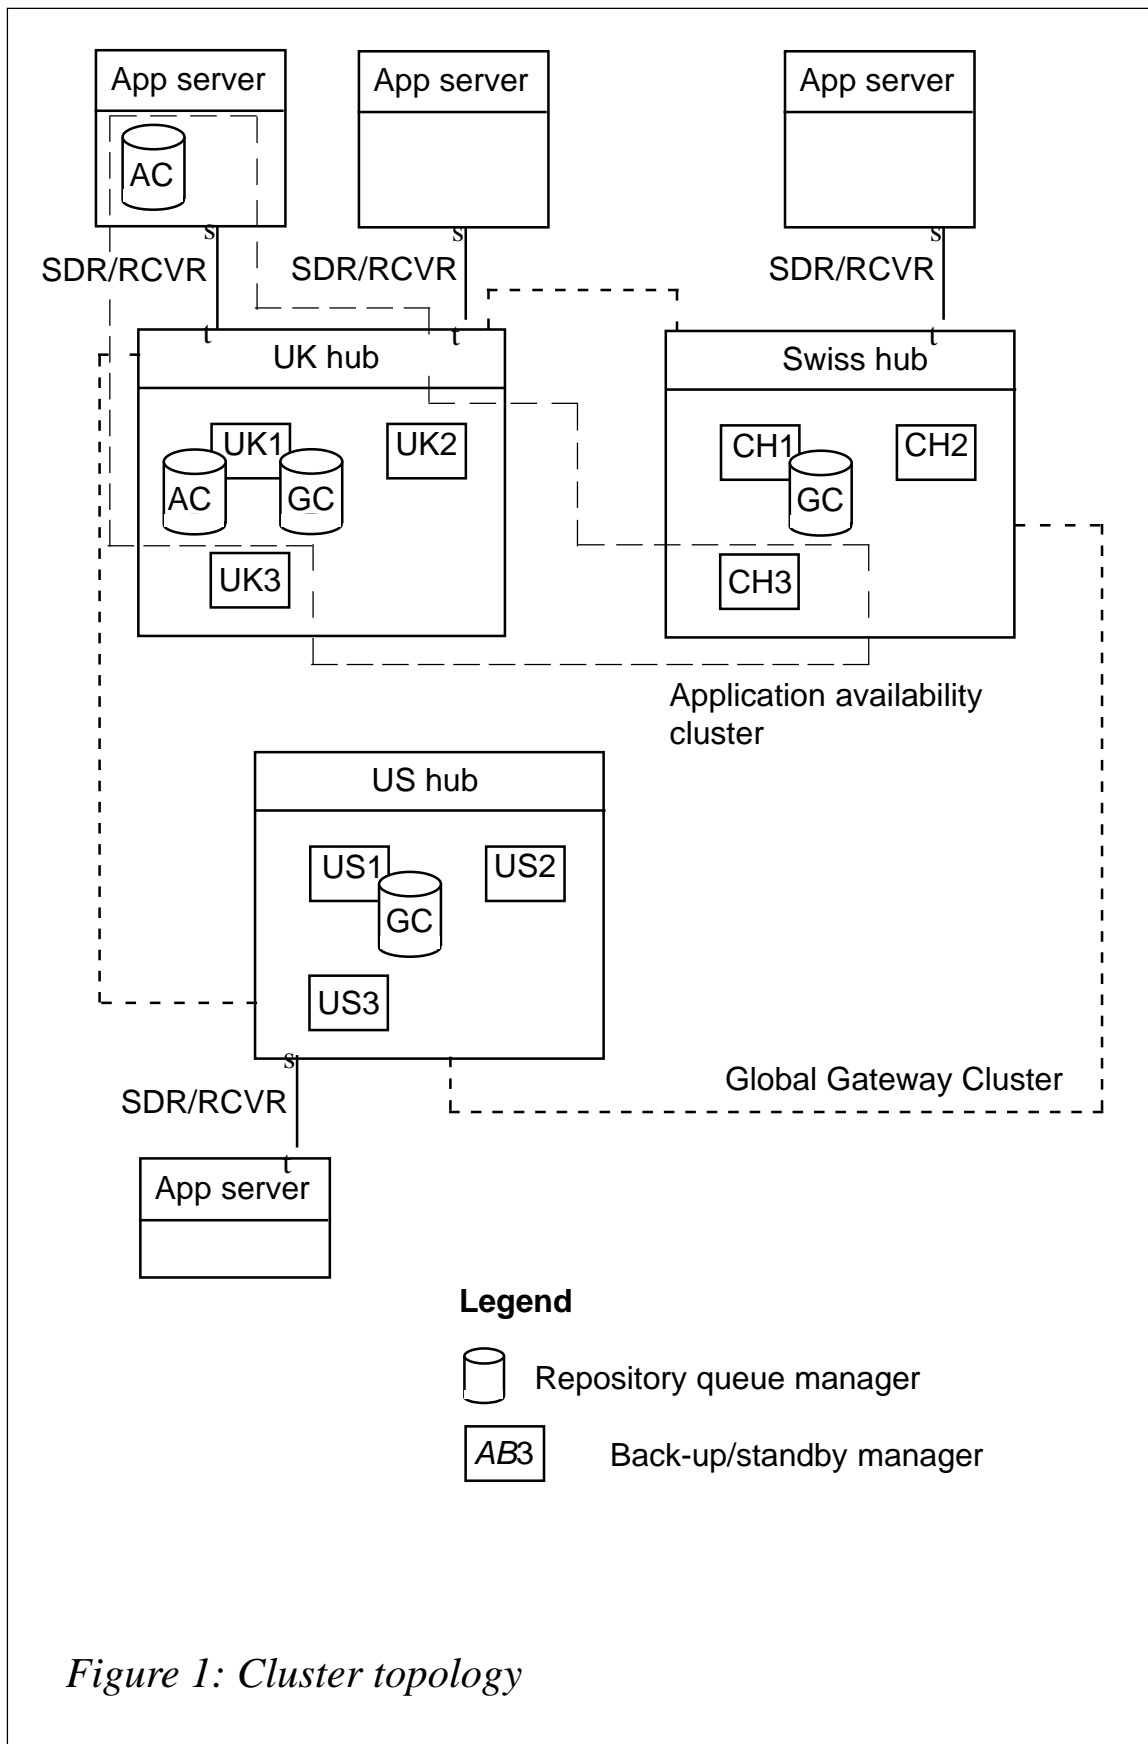 App server
App server
App server
AC
s
s
s
SDR/RCVR
SDR/RCVR
SDR/RCVR
t
t
t
UK hub
Swiss hub
UK1
UK2
CH1
CH2
AC
GC
GC
UK3
CH3
Application availability
cluster
US hub
US1
US2
GC
US3
s
Global Gateway Cluster
SDR/RCVR
t
App server
Legend
Repository queue manager
AB3
Back-up/standby manager
Figure 1: Cluster topology